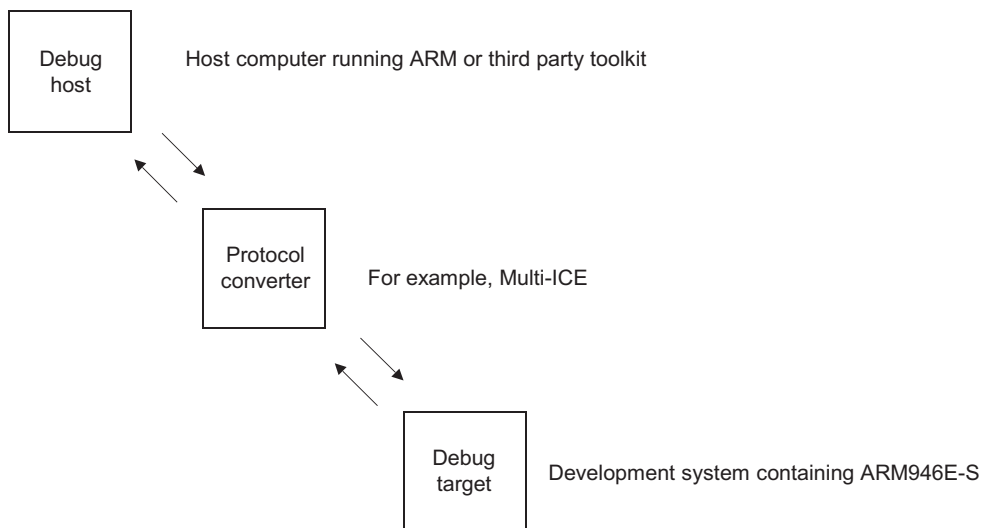 Debug
host
Host computer running ARM or third party toolkit
Protocol
converter
For example, Multi-ICE
Debug
target
Development system containing ARM946E-S